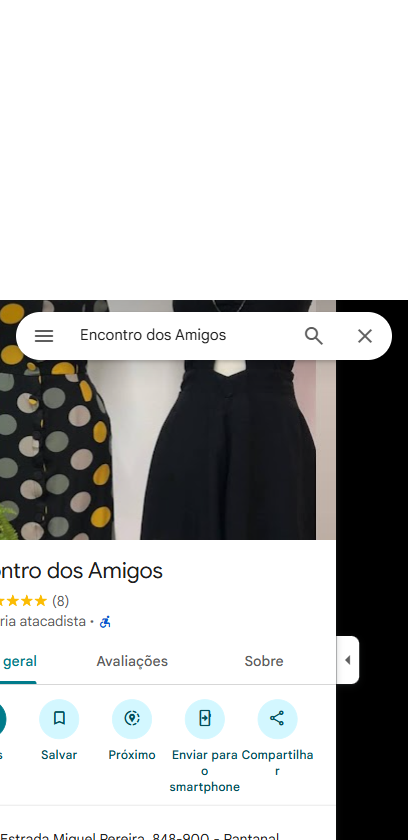 Encontro dos Amigos
ntro dos Amigos
(8)
ria atacadista •
geral
Avaliações
Sobre
s
Salvar
Próximo
Enviar para
o
smartphone
Compartilha
r
Estrada Miguel Pereira, 848-900 - Pantanal